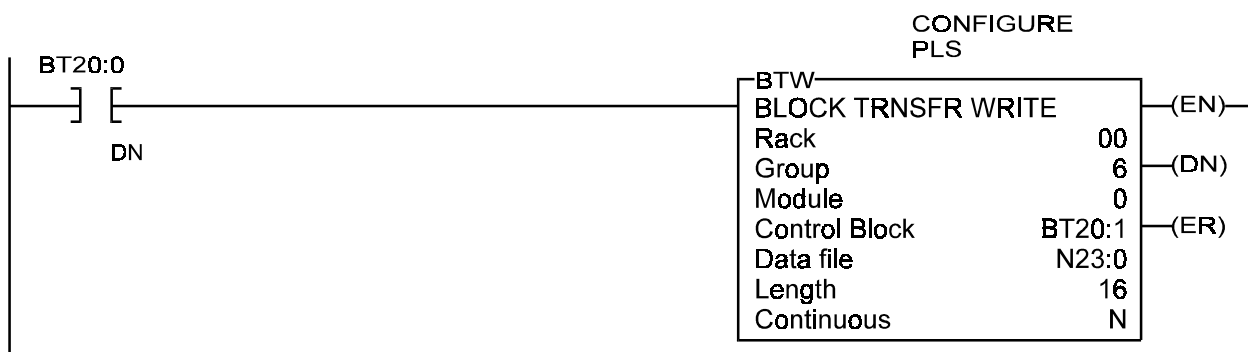 CONFIGURE
PLS
BT20:0
DN
BTW
BLOCK TRNSFR WRITE (EN)
Rack 00
Group 6 (DN)
Module 0
Control Block BT20:1 (ER)
Data file N23:0
Length 16
Continuous N